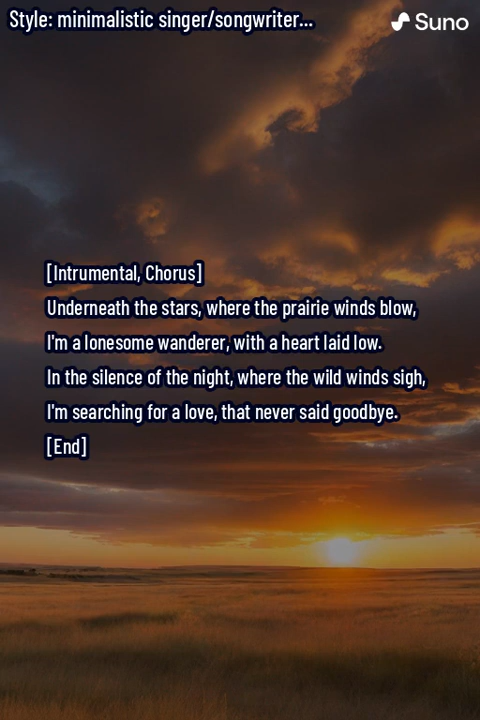 Style: minimalistic singer/songwriter...
Suno
[Intrumental, Chorus]
Underneath the stars, where the prairie winds blow,
I'm a lonesome wanderer, with a heart laid low.
In the silence of the night, where the wild winds sigh,
I'm searching for a love, that never said goodbye.
[End]